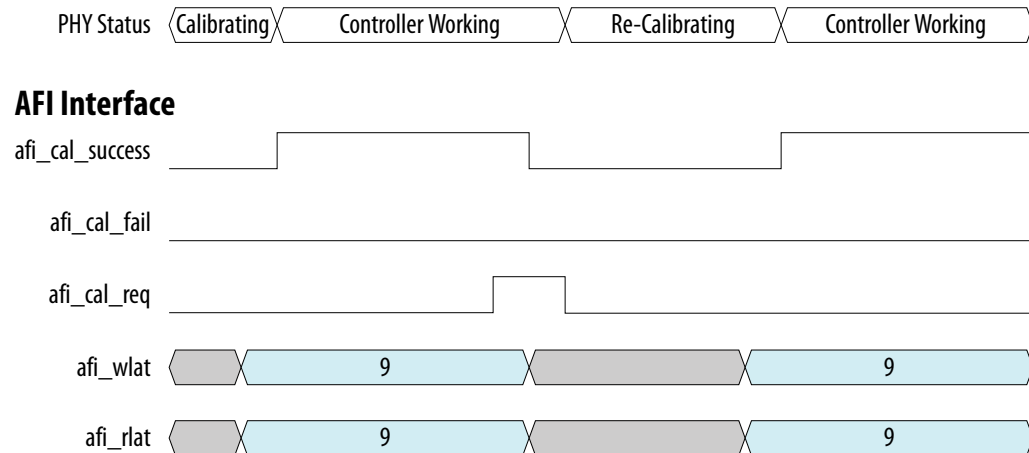 PHY Status Calibrating Controller Working Re-Calibrating Controller Working
AFI Interface
afi_cal_success
afi_cal_fail
afi_cal_req
afi_wlat 9 9
afi_rlat 9 9